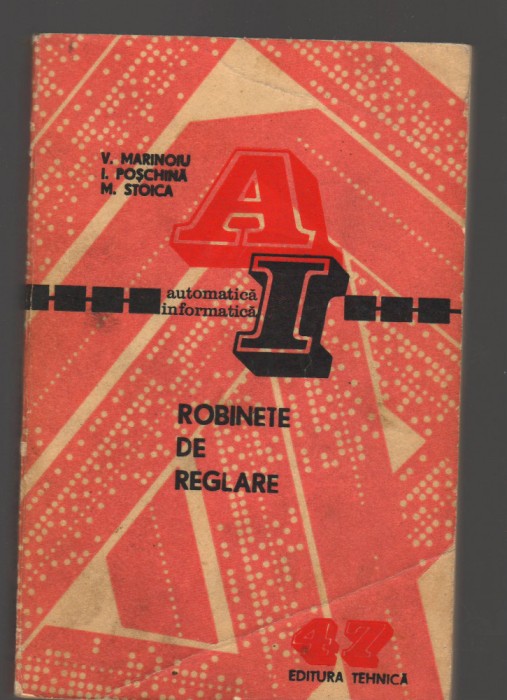 V. MARINOIU
I. POȘCHINĂ
M. STOICA
A
I
automatică
informatică
ROBINETE
DE
REGLARE
47
EDITURA TEHNICĂ